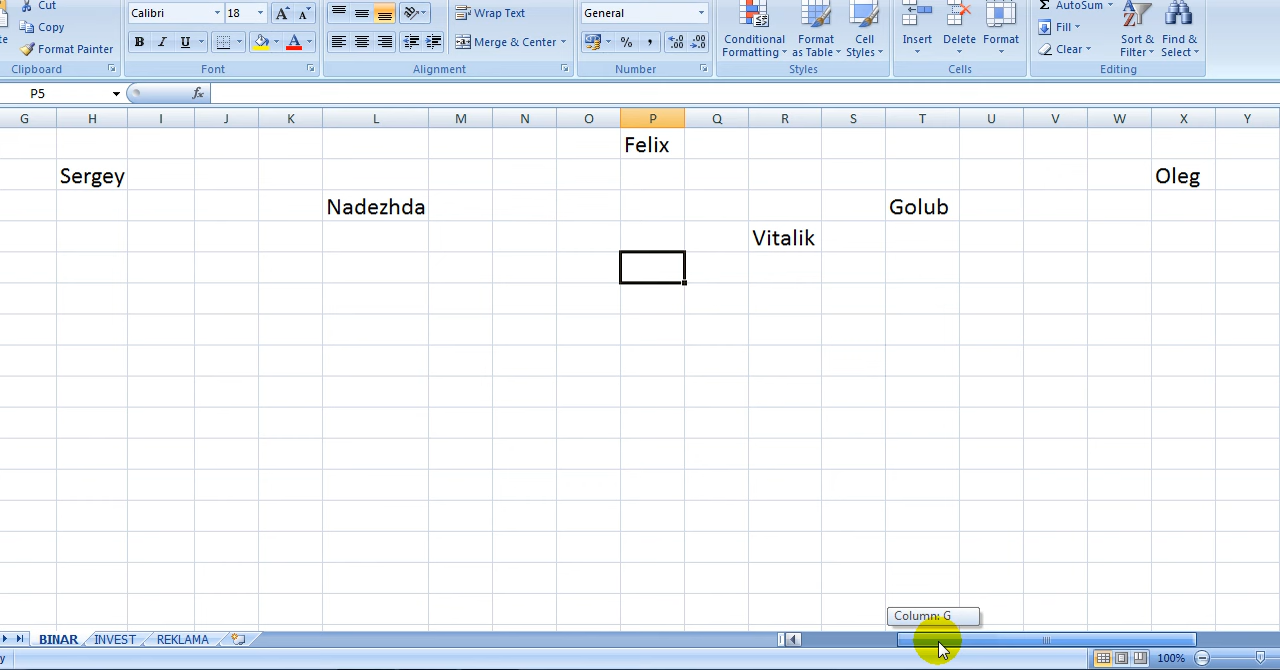 Cut
Calibri 18 A A Wrap Text General AutoSum
Copy Fill
Format Painter B I U A Merge & Center % , Conditional Formatting Format as Table Cell Styles Insert Delete Format Clear Sort & Filter Find & Select
Clipboard Font Alignment Number Styles Cells Editing
P5 fx
G H I J K L M N O P Q R S T U V W X Y
Felix
Sergey Oleg
Nadezhda Golub
Vitalik
Column: G
BINAR INVEST REKLAMA
y 100%